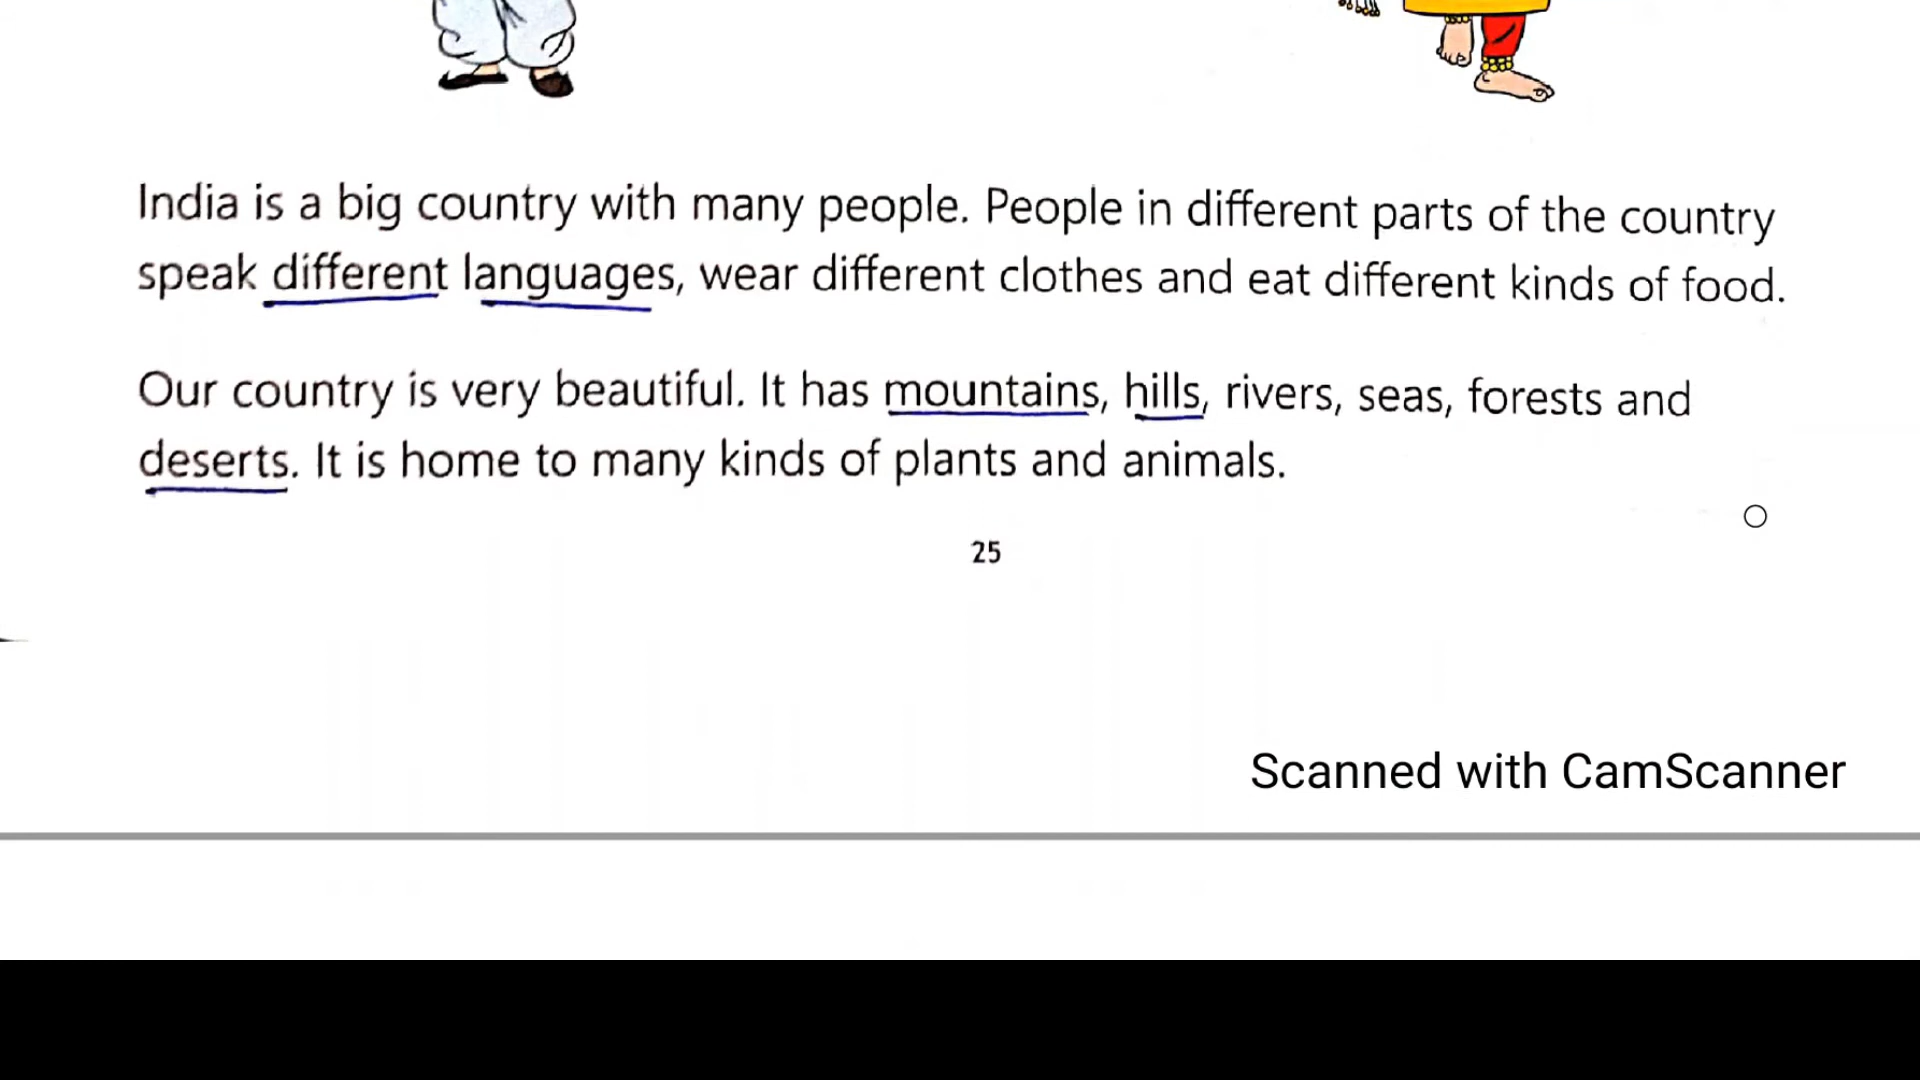 India is a big country with many people. People in different parts of the country
speak different languages, wear different clothes and eat different kinds of food.
Our country is very beautiful. It has mountains, hills, rivers, seas, forests and
deserts. It is home to many kinds of plants and animals.
25
Scanned with CamScanner